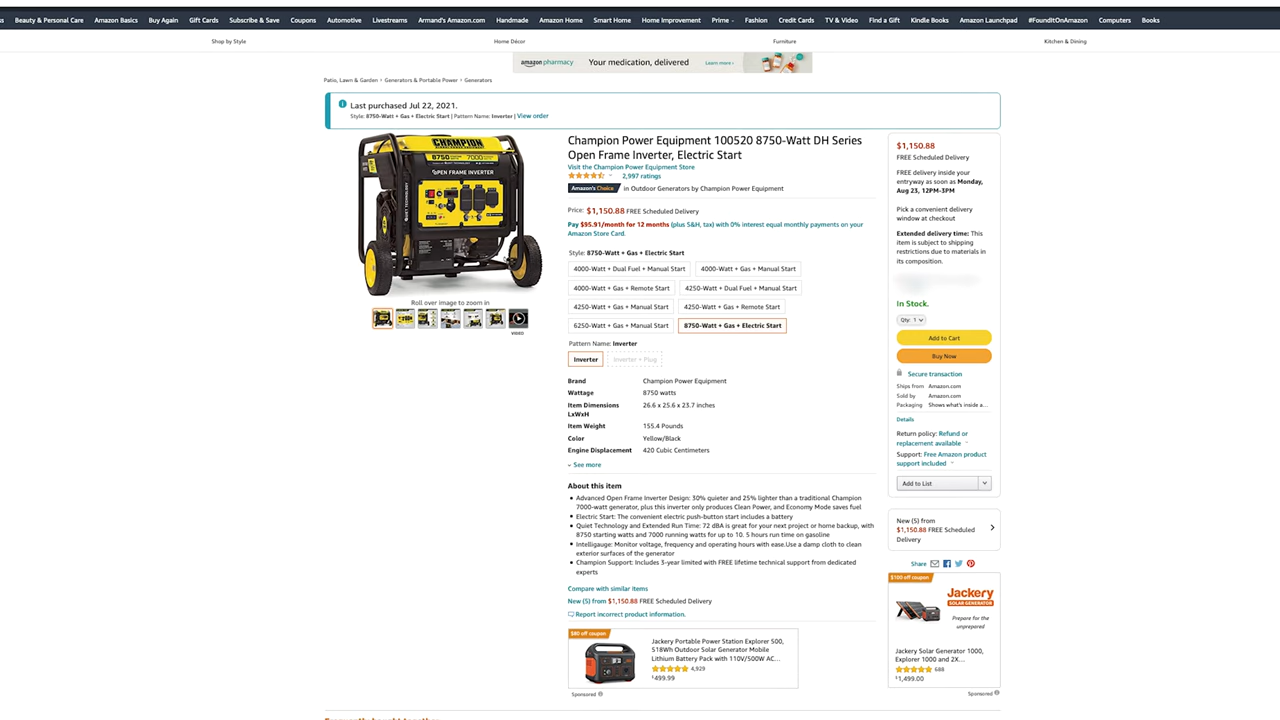 Beauty & Personal Care Amazon Basics Buy Again Gift Cards Subscribe & Save Coupons Automotive Livestreams Armand's Amazon.com Handmade Amazon Home Smart Home Home Improvement Prime Fashion Credit Cards TV & Video Find a Gift Kindle Books Amazon Launchpad #FoundItOnAmazon Computers Books
Shop by Style Home Décor Furniture Kitchen & Dining
amazon pharmacy Your medication, delivered Learn more ›
Patio, Lawn & Garden › Generators & Portable Power › Generators
Last purchased Jul 22, 2021.
Style: 8750-Watt + Gas + Electric Start | Pattern Name: Inverter | View order
CHAMPION
8750 7000
OPEN FRAME INVERTER
Roll over image to zoom in
VIDEO
Champion Power Equipment 100520 8750-Watt DH Series
Open Frame Inverter, Electric Start
Visit the Champion Power Equipment Store
2,997 ratings
Amazon's Choice in Outdoor Generators by Champion Power Equipment
Price: $1,150.88 FREE Scheduled Delivery
Pay $95.91/month for 12 months (plus S&H, tax) with 0% interest equal monthly payments on your
Amazon Store Card.
Style: 8750-Watt + Gas + Electric Start
4000-Watt + Dual Fuel + Manual Start 4000-Watt + Gas + Manual Start
4000-Watt + Gas + Remote Start 4250-Watt + Dual Fuel + Manual Start
4250-Watt + Gas + Manual Start 4250-Watt + Gas + Remote Start
6250-Watt + Gas + Manual Start 8750-Watt + Gas + Electric Start
Pattern Name: Inverter
Inverter Inverter + Plug
Brand Champion Power Equipment
Wattage 8750 watts
Item Dimensions 26.6 x 25.6 x 23.7 inches
LxWxH
Item Weight 155.4 Pounds
Color Yellow/Black
Engine Displacement 420 Cubic Centimeters
See more
About this item
• Advanced Open Frame Inverter Design: 30% quieter and 25% lighter than a traditional Champion
7000-watt generator, plus this inverter only produces Clean Power, and Economy Mode saves fuel
• Electric Start: The convenient electric push-button start includes a battery
• Quiet Technology and Extended Run Time: 72 dBA is great for your next project or home backup, with
8750 starting watts and 7000 running watts for up to 10. 5 hours run time on gasoline
• Intelligauge: Monitor voltage, frequency and operating hours with ease.Use a damp cloth to clean
exterior surfaces of the generator
• Champion Support: Includes 3-year limited with FREE lifetime technical support from dedicated
experts
Compare with similar items
New (5) from $1,150.88 FREE Scheduled Delivery
Report incorrect product information.
$80 off coupon
Jackery Portable Power Station Explorer 500,
518Wh Outdoor Solar Generator Mobile
Lithium Battery Pack with 110V/500W AC...
4,929
$499.99
Sponsored
$1,150.88
FREE Scheduled Delivery
FREE delivery inside your
entryway as soon as Monday,
Aug 23, 12PM-3PM
Pick a convenient delivery
window at checkout
Extended delivery time: This
item is subject to shipping
restrictions due to materials in
its composition.
In Stock.
Qty: 1
Add to Cart
Buy Now
Secure transaction
Ships from Amazon.com
Sold by Amazon.com
Packaging Shows what's inside a...
Details
Return policy: Refund or
replacement available
Support: Free Amazon product
support included
Add to List
New (5) from
$1,150.88 FREE Scheduled
Delivery
Share
$180 off coupon
Jackery
SOLAR GENERATOR
Prepare for the
unprepared
Jackery Solar Generator 1000,
Explorer 1000 and 2X...
688
$1,499.00
Sponsored